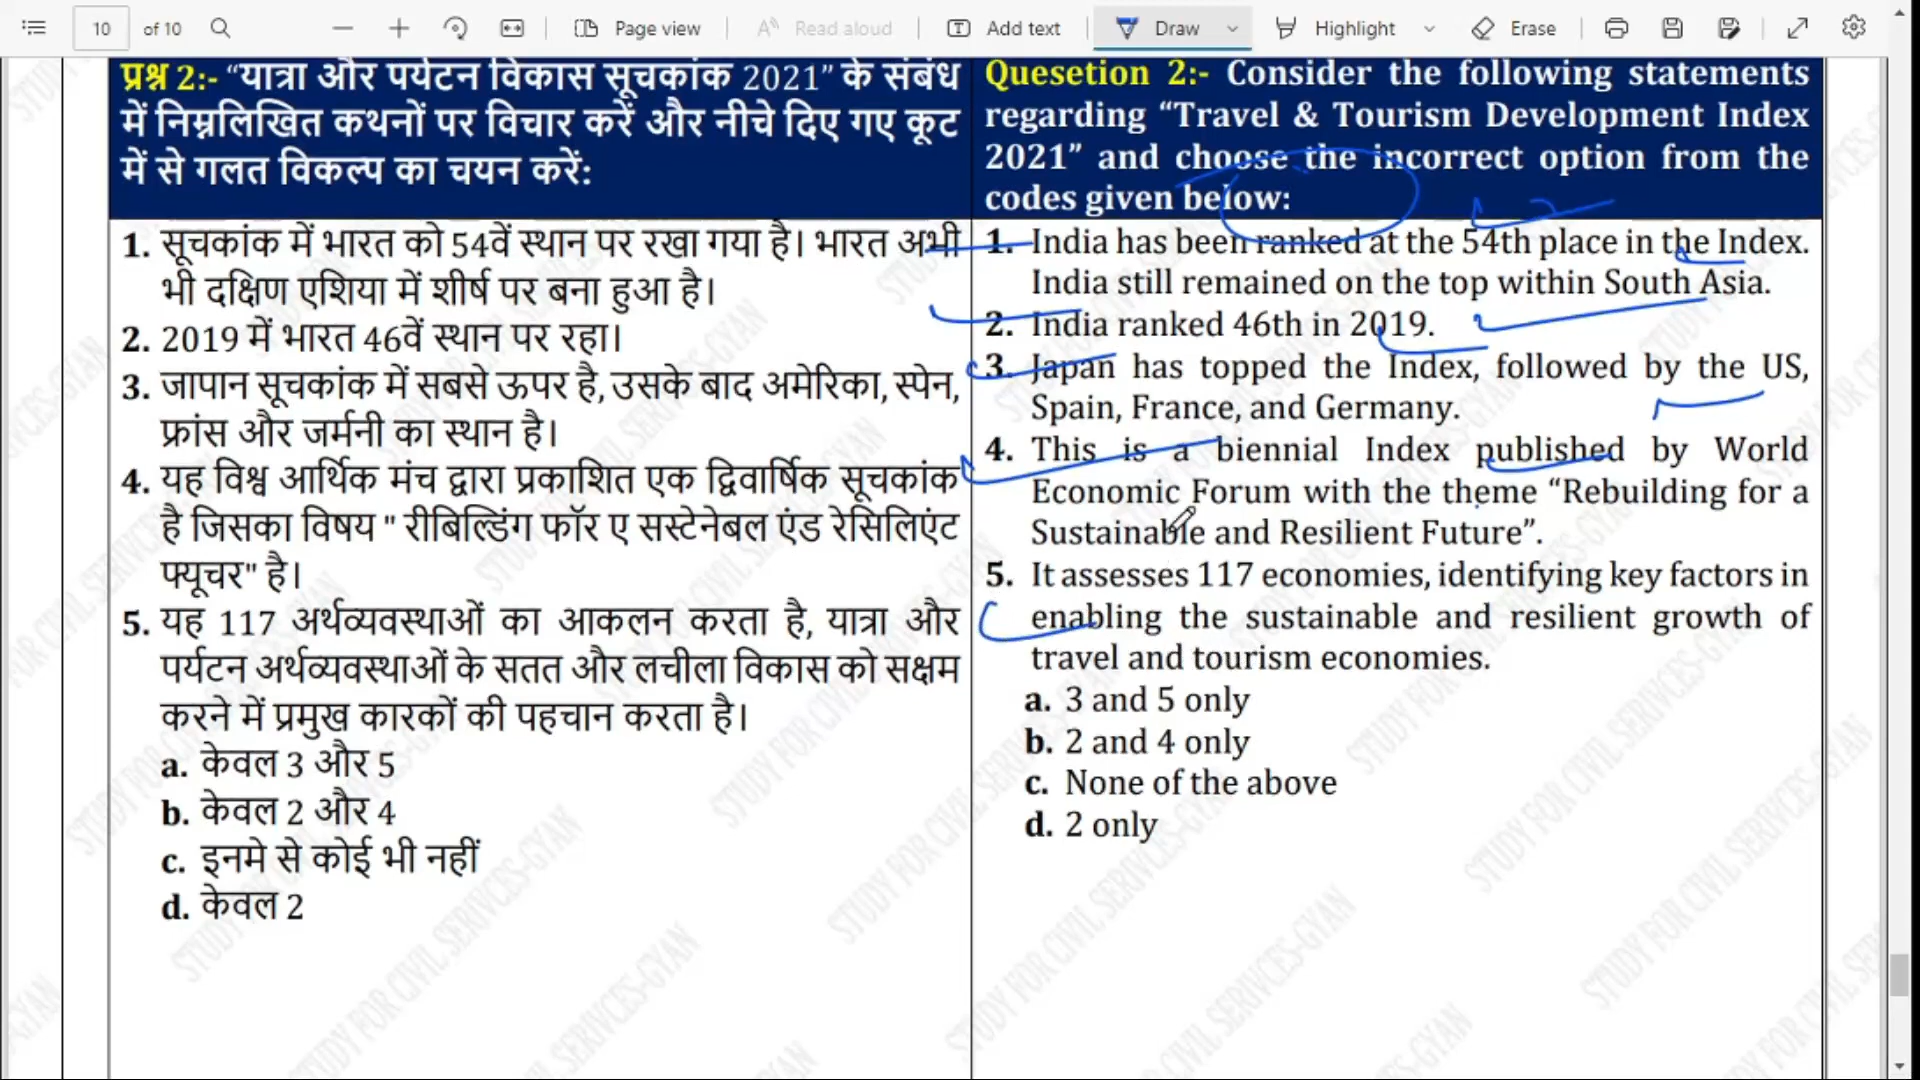 10 of 10 Page view Read aloud Add text Draw Highlight Erase
प्रश्न 2:- “यात्रा और पर्यटन विकास सूचकांक 2021” के संबंध
में निम्नलिखित कथनों पर विचार करें और नीचे दिए गए कूट
में से गलत विकल्प का चयन करें:
1. सूचकांक में भारत को 54वें स्थान पर रखा गया है। भारत अभी
भी दक्षिण एशिया में शीर्ष पर बना हुआ है।
2. 2019 में भारत 46वें स्थान पर रहा।
3. जापान सूचकांक में सबसे ऊपर है, उसके बाद अमेरिका, स्पेन,
फ्रांस और जर्मनी का स्थान है।
4. यह विश्व आर्थिक मंच द्वारा प्रकाशित एक द्विवार्षिक सूचकांक
है जिसका विषय " रीबिल्डिंग फॉर ए सस्टेनेबल एंड रेसिलिएंट
फ्यूचर" है।
5. यह 117 अर्थव्यवस्थाओं का आकलन करता है, यात्रा और
पर्यटन अर्थव्यवस्थाओं के सतत और लचीला विकास को सक्षम
करने में प्रमुख कारकों की पहचान करता है।
a. केवल 3 और 5
b. केवल 2 और 4
c. इनमे से कोई भी नहीं
d. केवल 2
Quesetion 2:- Consider the following statements
regarding “Travel & Tourism Development Index
2021” and choose the incorrect option from the
codes given below:
1. India has been ranked at the 54th place in the Index.
India still remained on the top within South Asia.
2. India ranked 46th in 2019.
3. Japan has topped the Index, followed by the US,
Spain, France, and Germany.
4. This is a biennial Index published by World
Economic Forum with the theme “Rebuilding for a
Sustainable and Resilient Future”.
5. It assesses 117 economies, identifying key factors in
enabling the sustainable and resilient growth of
travel and tourism economies.
a. 3 and 5 only
b. 2 and 4 only
c. None of the above
d. 2 only
STUDY FOR CIVIL SERIVCES-GYAN